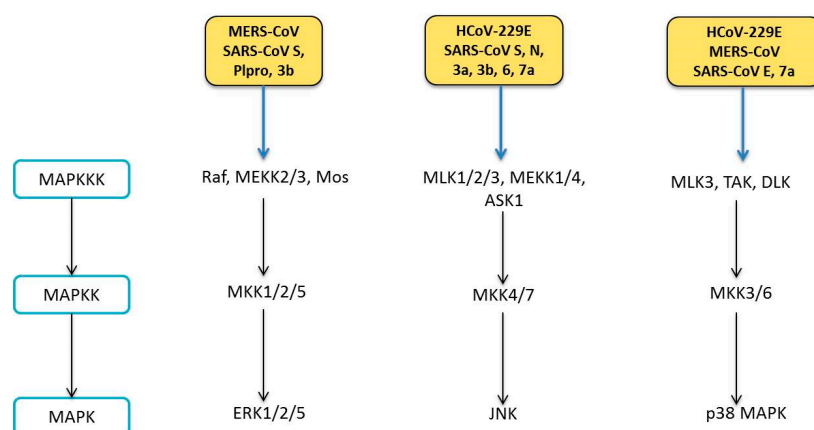 MERS-CoV
SARS-CoV S,
Plpro, 3b
HCoV-229E
SARS-CoV S, N,
3a, 3b, 6, 7a
HCoV-229E
MERS-CoV
SARS-CoV E, 7a
MAPKKK
Raf, MEKK2/3, Mos
MLK1/2/3, MEKK1/4,
ASK1
MLK3, TAK, DLK
MAPKK
MKK1/2/5
MKK4/7
MKK3/6
MAPK
ERK1/2/5
JNK
p38 MAPK